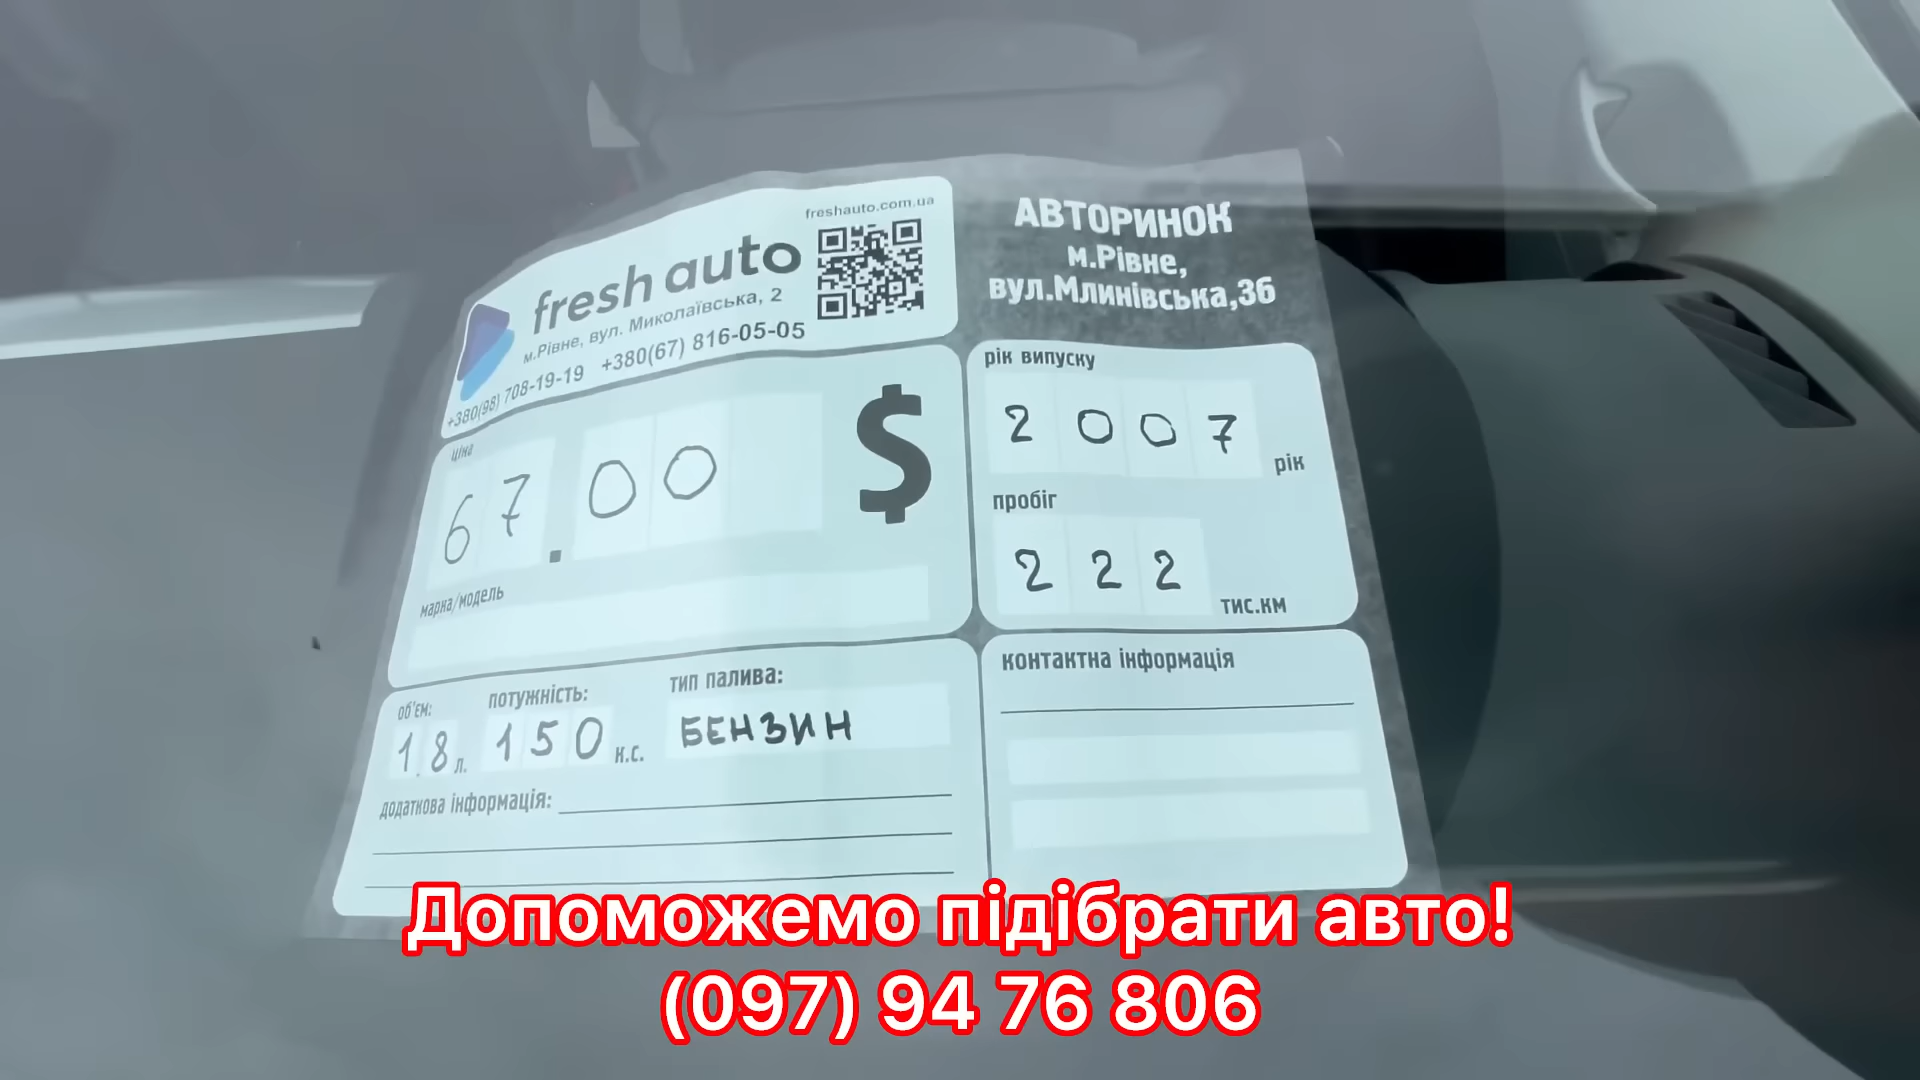 freshauto.com.ua
fresh auto
м.Рівне, вул. Миколаївська, 2
+380(98) 708-19-19 +380(67) 816-05-05
АВТОРИНОК
м.Рівне,
вул.Млинівська,36
ціна
67.00 $
марка/модель
рік випуску
2007 рік
пробіг
222 тис.км
об'єм: потужність: тип палива:
1.8 л. 150 к.с. БЕНЗИН
додаткова інформація:
контактна інформація
Допоможемо підібрати авто!
(097) 94 76 806